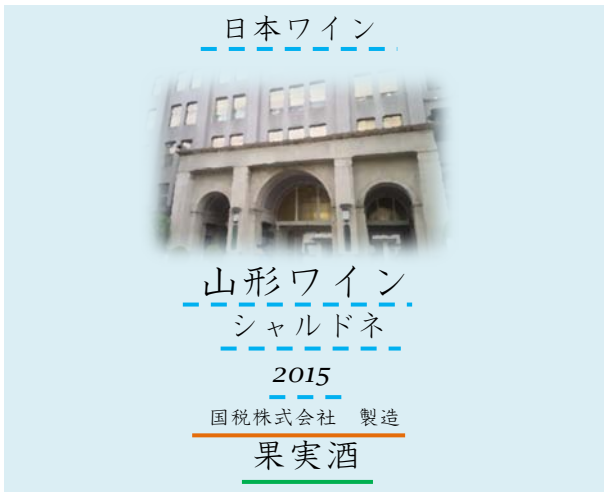 日本ワイン
山形ワイン
シャルドネ
2015
国税株式会社　製造
果実酒